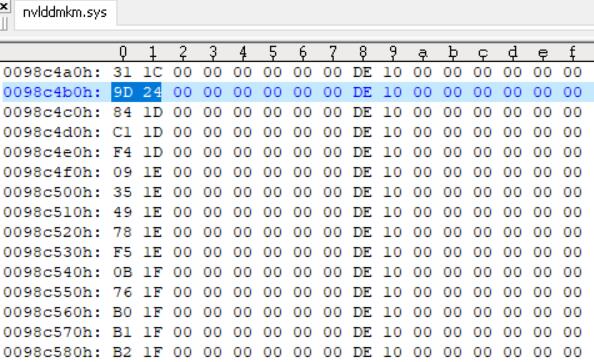 nvlddmkm.sys
0 1 2 3 4 5 6 7 8 9 a b c d e f
0098c4a0h: 31 1C 00 00 00 00 00 00 DE 10 00 00 00 00 00 00
0098c4b0h: 9D 24 00 00 00 00 00 00 DE 10 00 00 00 00 00 00
0098c4c0h: 84 1D 00 00 00 00 00 00 DE 10 00 00 00 00 00 00
0098c4d0h: C1 1D 00 00 00 00 00 00 DE 10 00 00 00 00 00 00
0098c4e0h: F4 1D 00 00 00 00 00 00 DE 10 00 00 00 00 00 00
0098c4f0h: 09 1E 00 00 00 00 00 00 DE 10 00 00 00 00 00 00
0098c500h: 35 1E 00 00 00 00 00 00 DE 10 00 00 00 00 00 00
0098c510h: 49 1E 00 00 00 00 00 00 DE 10 00 00 00 00 00 00
0098c520h: 78 1E 00 00 00 00 00 00 DE 10 00 00 00 00 00 00
0098c530h: F5 1E 00 00 00 00 00 00 DE 10 00 00 00 00 00 00
0098c540h: 0B 1F 00 00 00 00 00 00 DE 10 00 00 00 00 00 00
0098c550h: 76 1F 00 00 00 00 00 00 DE 10 00 00 00 00 00 00
0098c560h: B0 1F 00 00 00 00 00 00 DE 10 00 00 00 00 00 00
0098c570h: B1 1F 00 00 00 00 00 00 DE 10 00 00 00 00 00 00
0098c580h: B2 1F 00 00 00 00 00 00 DE 10 00 00 00 00 00 00